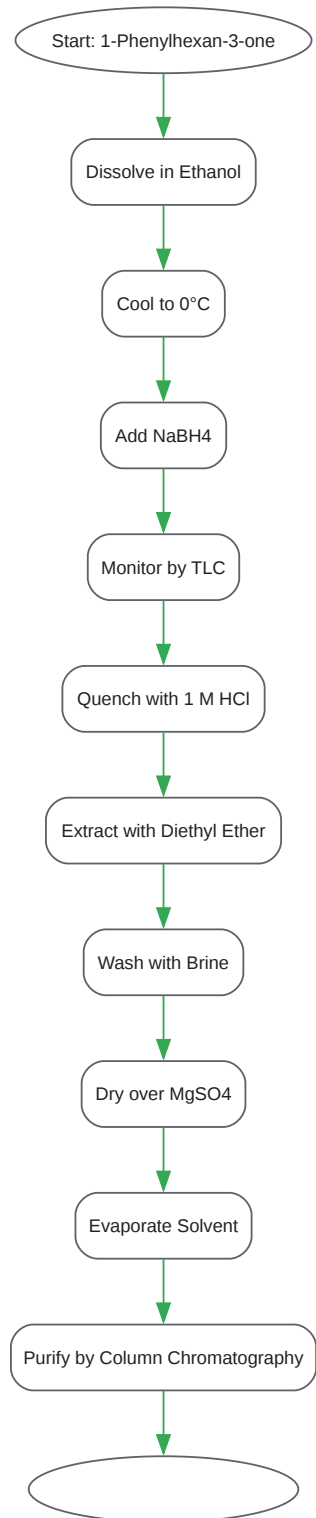 Start: 1-Phenylhexan-3-one
Dissolve in Ethanol
Cool to 0°C
Add NaBH4
Monitor by TLC
Quench with 1 M HCl
Extract with Diethyl Ether
Wash with Brine
Dry over MgSO4
Evaporate Solvent
Purify by Column Chromatography